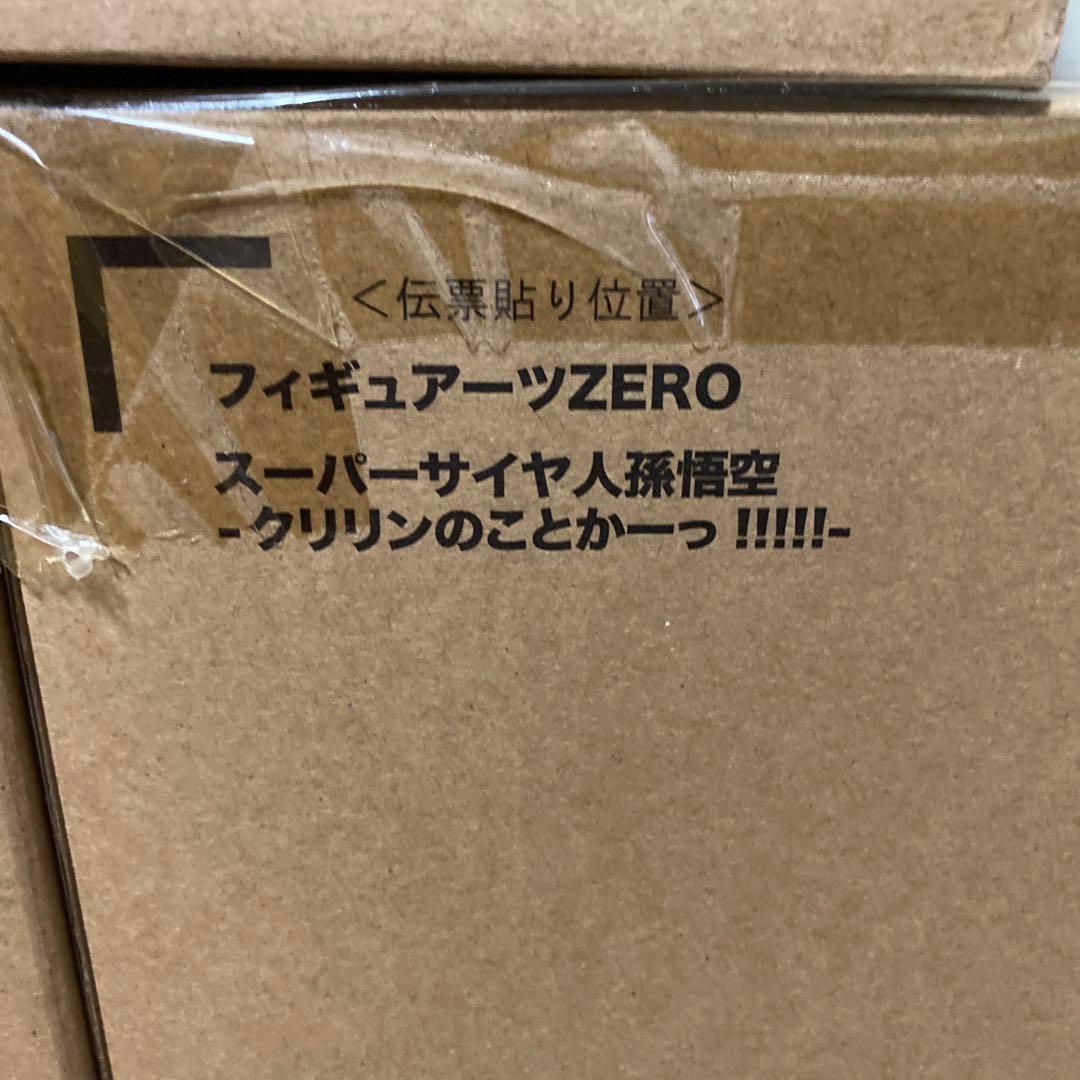 ＜伝票貼り位置＞
フィギュアーツZERO
スーパーサイヤ人孫悟空
-クリリンのことかーっ!!!!!-